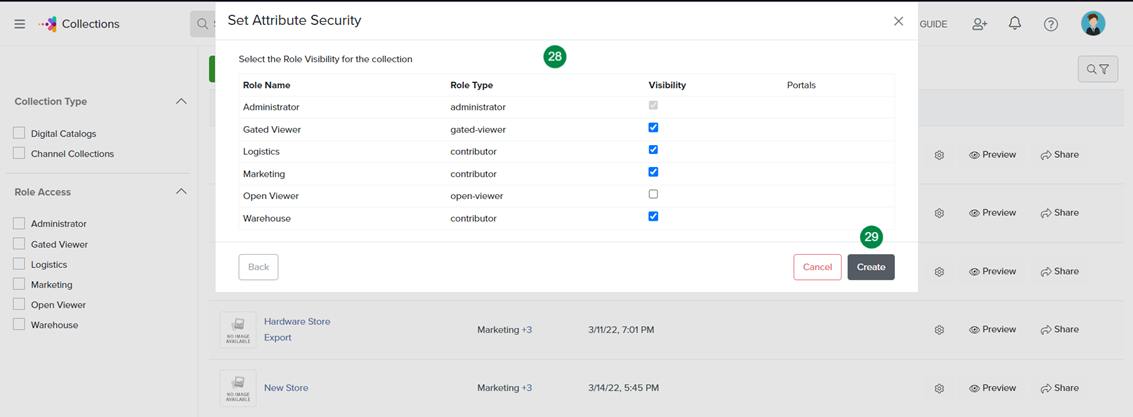 Collections
S
GUIDE
Set Attribute Security
Select the Role Visibility for the collection
28
Role Name Role Type Visibility Portals
Administrator administrator
Gated Viewer gated-viewer
Logistics contributor
Marketing contributor
Open Viewer open-viewer
Warehouse contributor
29
Back Cancel Create
Collection Type
Digital Catalogs
Channel Collections
Role Access
Administrator
Gated Viewer
Logistics
Marketing
Open Viewer
Warehouse
Preview Share
Preview Share
Preview Share
NO IMAGE
AVAILABLE
Hardware Store
Export
Marketing +3 3/11/22, 7:01 PM Preview Share
NO IMAGE
AVAILABLE
New Store Marketing +3 3/14/22, 5:45 PM Preview Share